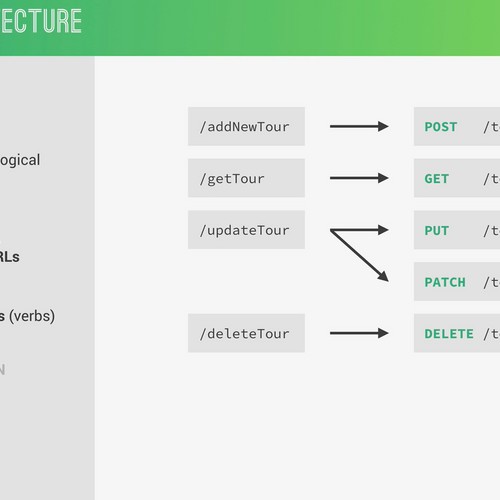 ECTURE
ogical
RLs
s (verbs)
N
/addNewTour POST /t
/getTour GET /t
/updateTour PUT /t
PATCH /t
/deleteTour DELETE /t